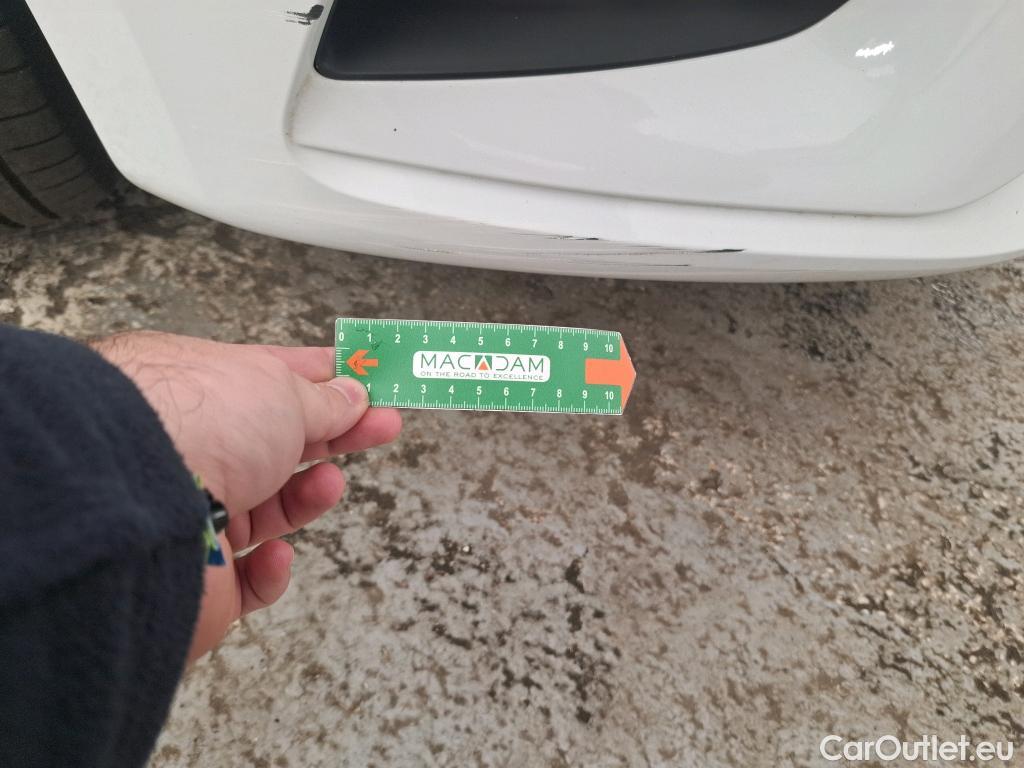 0 1 2 3 4 5 6 7 8 9 10
MACADAM
ON THE ROAD TO EXCELLENCE
1 2 3 4 5 6 7 8 9 10
CarOutlet.eu